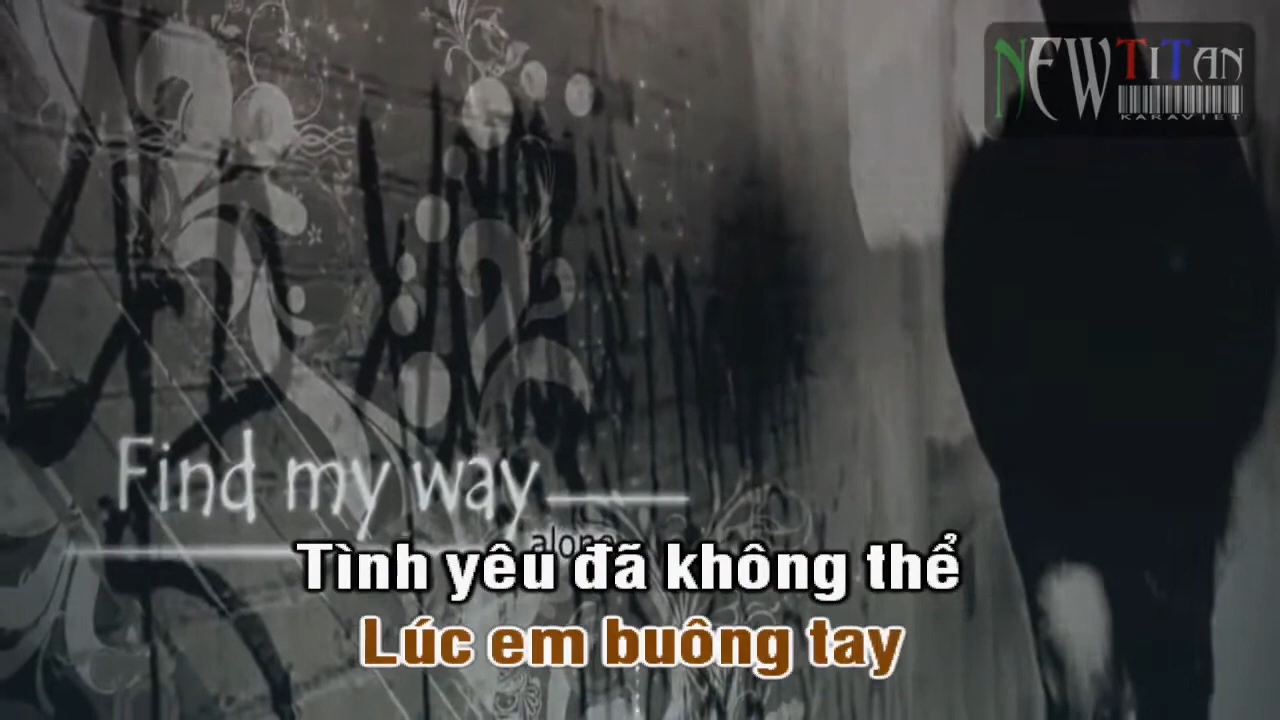 NEWTiTAN
KARAVIET
Find my way
alone
Tình yêu đã không thể
Lúc em buông tay